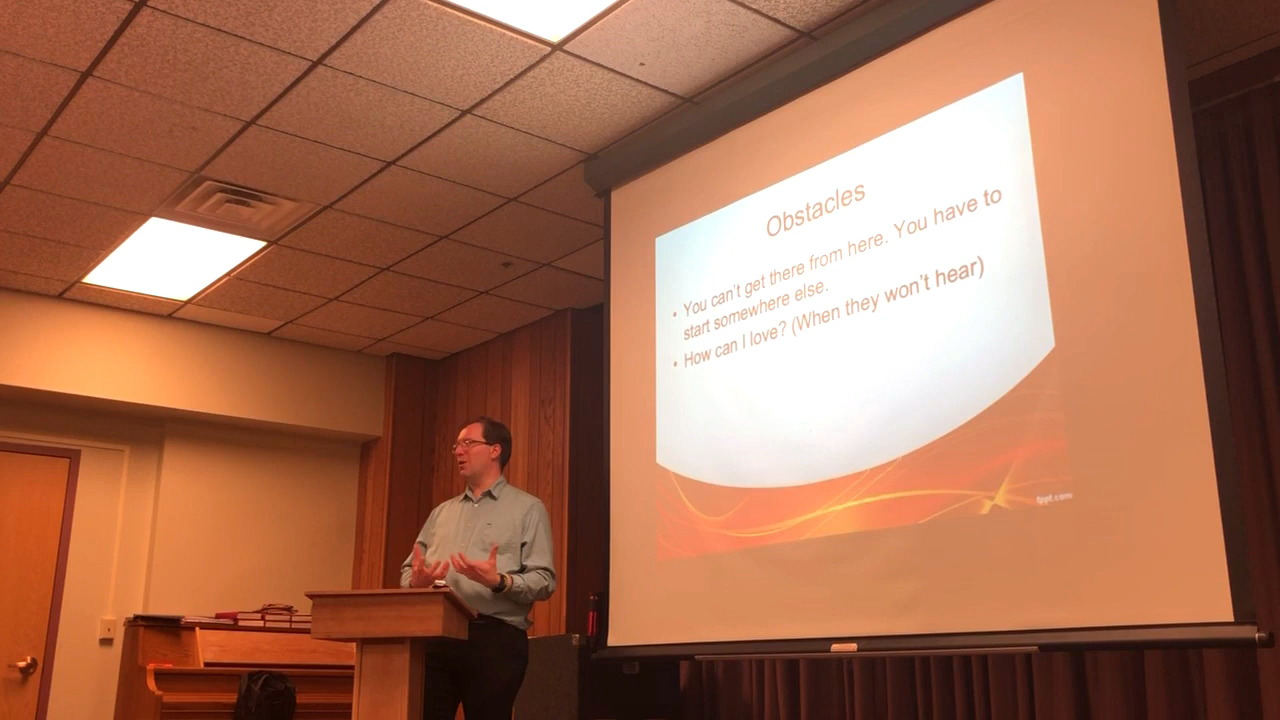 Obstacles
• You can't get there from here. You have to
start somewhere else.
• How can I love? (When they won't hear)
fppt.com